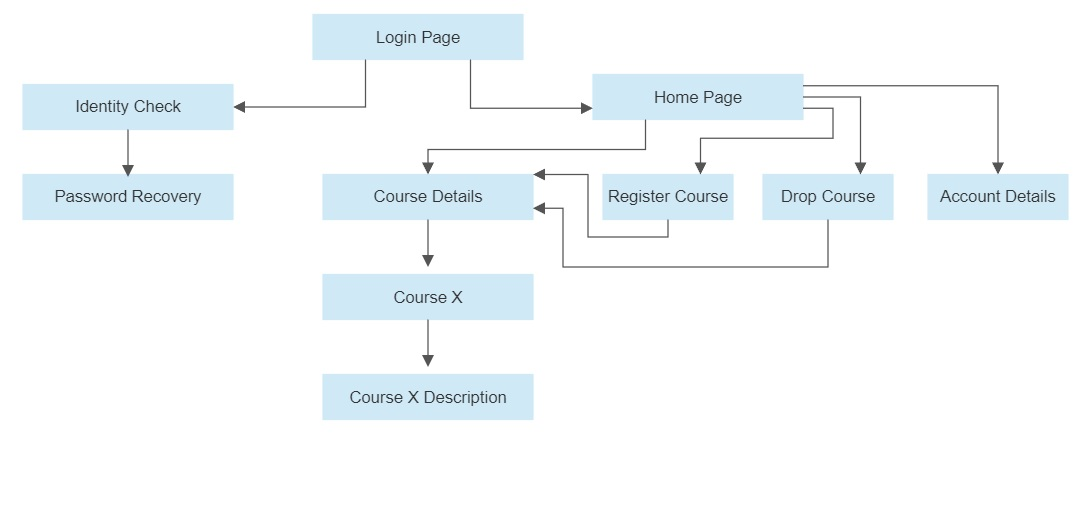 Login Page
Home Page
Identity Check
Password Recovery
Course Details
Register Course
Drop Course
Account Details
Course X
Course X Description